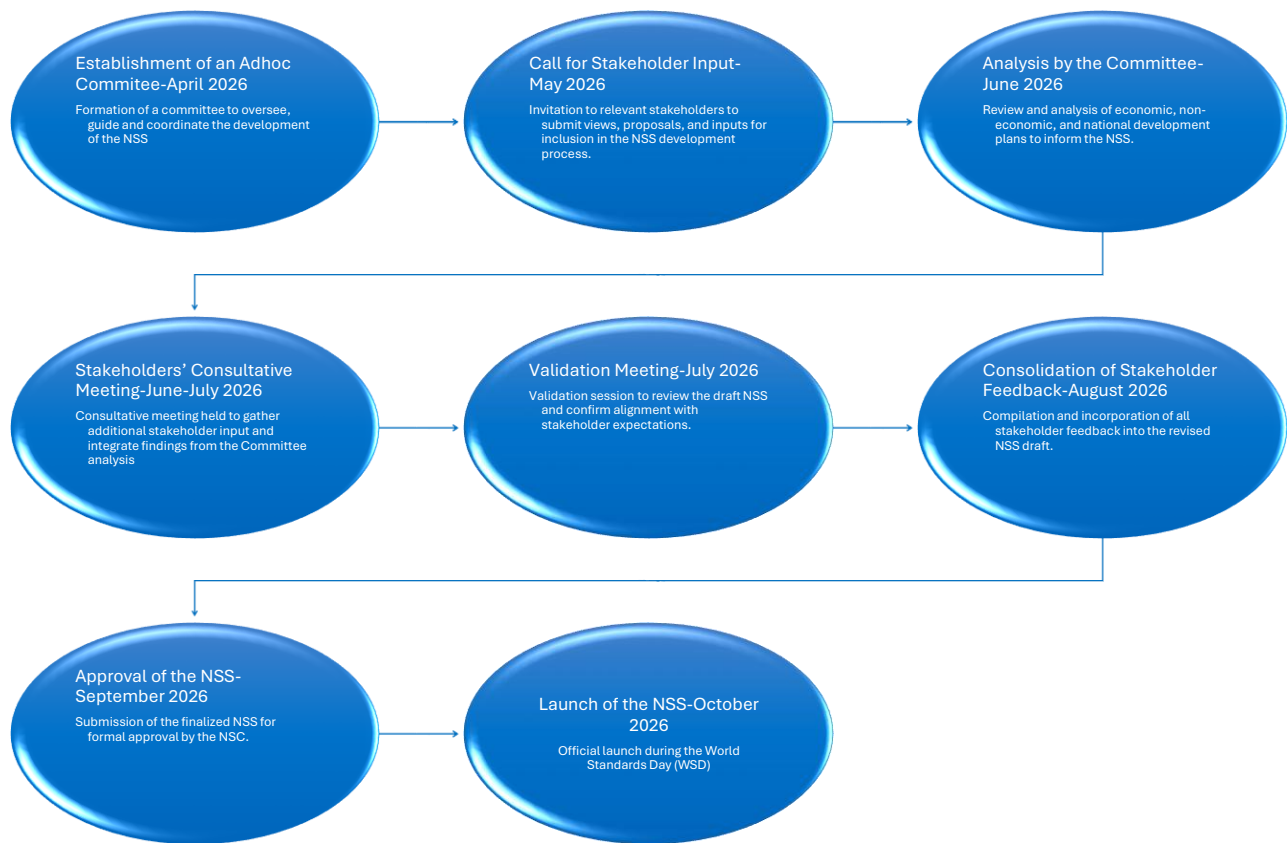 Establishment of an Adhoc
Commitee-April 2026
Formation of a committee to oversee,
guide and coordinate the development
of the NSS
Call for Stakeholder Input-
May 2026
Invitation to relevant stakeholders to
submit views, proposals, and inputs for
inclusion in the NSS development
process.
Analysis by the Committee-
June 2026
Review and analysis of economic, non-
economic, and national development
plans to inform the NSS.
Stakeholders’ Consultative
Meeting-June-July 2026
Consultative meeting held to gather
additional stakeholder input and
integrate findings from the Committee
analysis
Validation Meeting-July 2026
Validation session to review the draft NSS
and confirm alignment with
stakeholder expectations.
Consolidation of Stakeholder
Feedback-August 2026
Compilation and incorporation of all
stakeholder feedback into the revised
NSS draft.
Approval of the NSS-
September 2026
Submission of the finalized NSS for
formal approval by the NSC.
Launch of the NSS-October
2026
Official launch during the World
Standards Day (WSD)